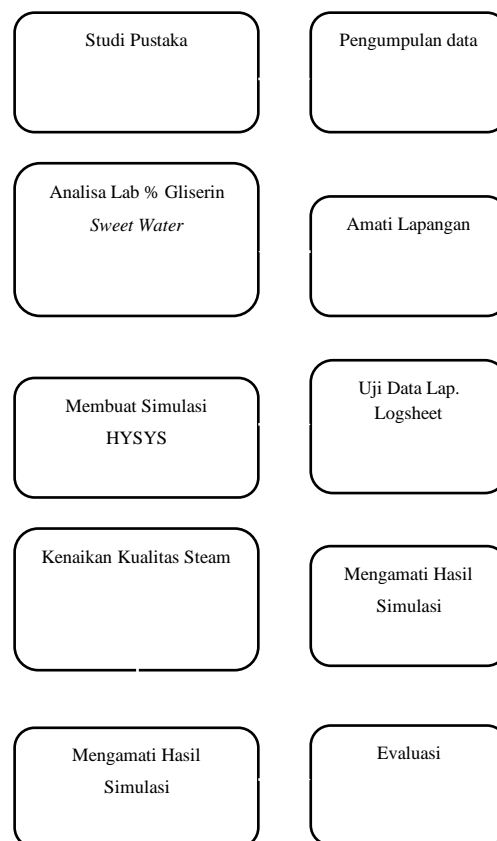 Studi Pustaka
Pengumpulan data
Analisa Lab % Gliserin
Sweet Water
Amati Lapangan
Membuat Simulasi
HYSYS
Uji Data Lap.
Logsheet
Kenaikan Kualitas Steam
Mengamati Hasil
Simulasi
Mengamati Hasil
Simulasi
Evaluasi